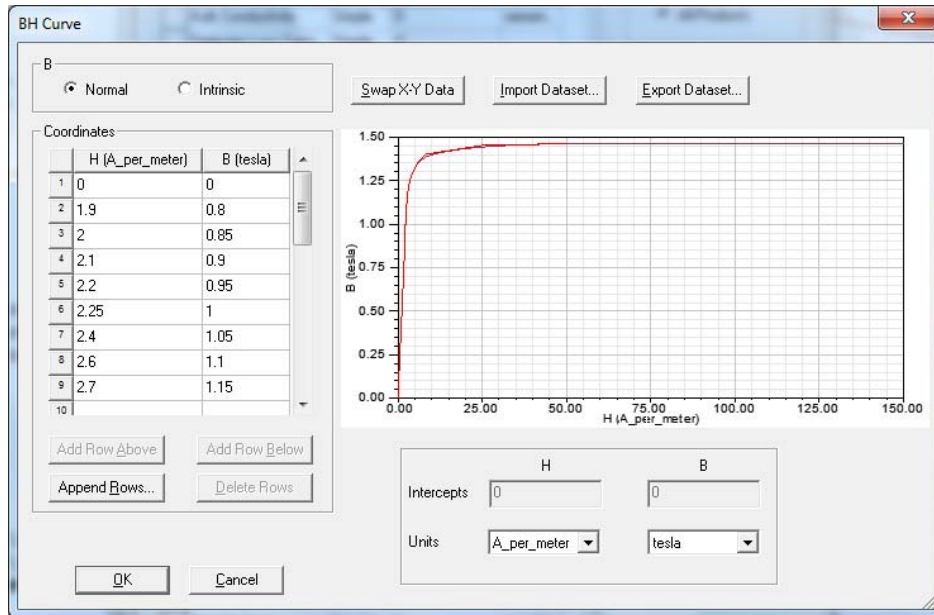 BH Curve
B
Normal Intrinsic
Swap X-Y Data Import Dataset... Export Dataset...
Coordinates
H (A_per_meter) B (tesla)
1 0 0
2 1.9 0.8
3 2 0.85
4 2.1 0.9
5 2.2 0.95
6 2.25 1
7 2.4 1.05
8 2.6 1.1
9 2.7 1.15
10
Add Row Above Add Row Below
Append Rows... Delete Rows
1.50
1.25
1.00
0.75
0.50
0.25
0.00
B (tesla)
0.00 25.00 50.00 75.00 100.00 125.00 150.00
H (A_per_meter)
H B
Intercepts 0 0
Units A_per_meter tesla
OK Cancel